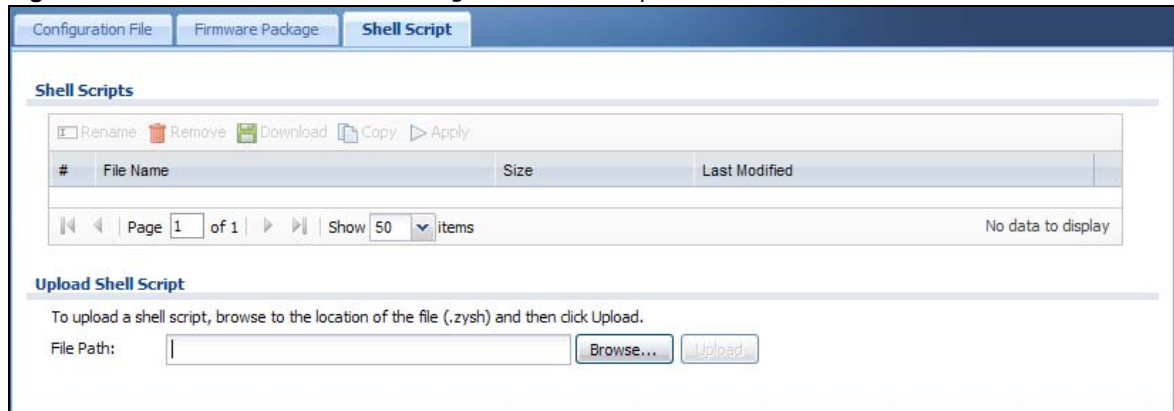 Configuration File Firmware Package Shell Script
Shell Scripts
Rename Remove Download Copy Apply
# File Name Size Last Modified
Page 1 of 1 Show 50 items No data to display
Upload Shell Script
To upload a shell script, browse to the location of the file (.zysh) and then click Upload.
File Path: Browse... Upload